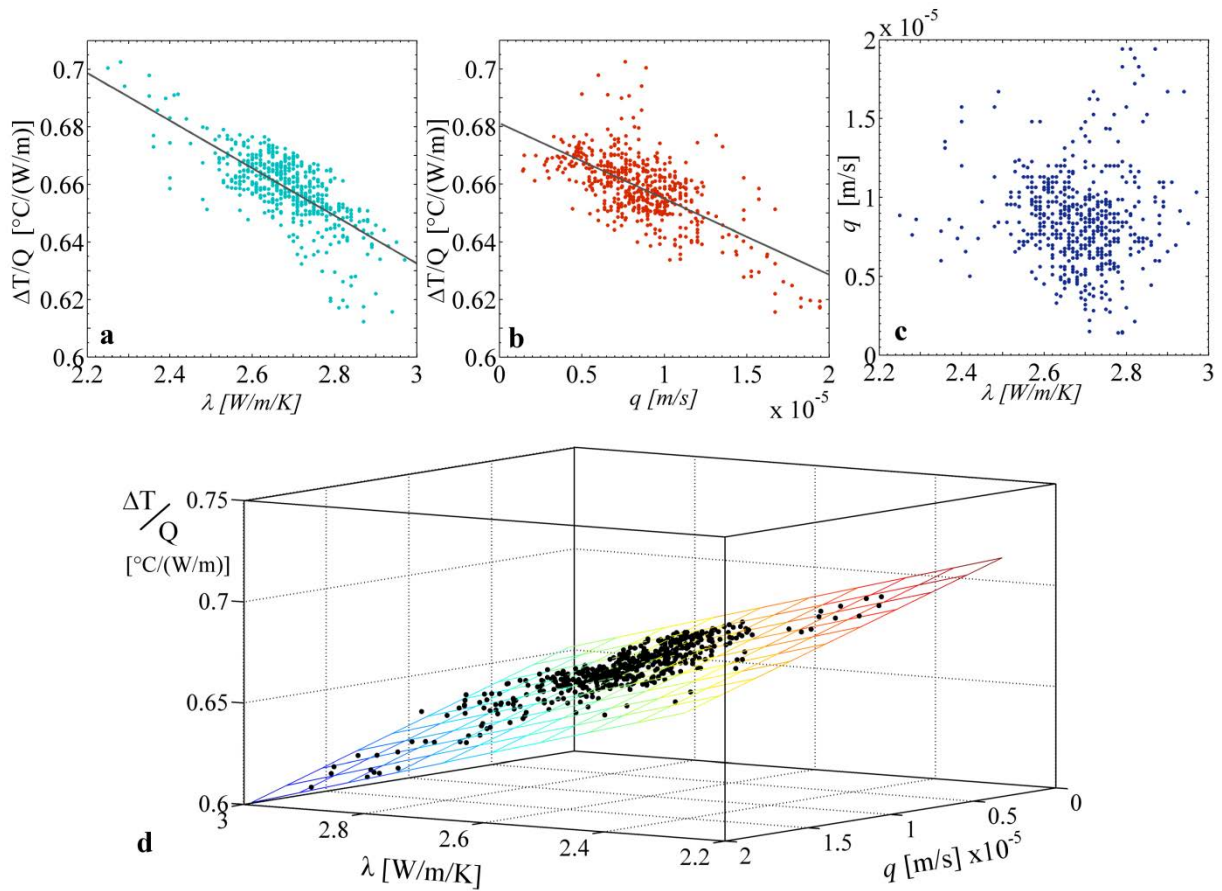 x 10⁻⁵
0.7
0.68
0.66
0.64
0.62
0.6
ΔT/Q [°C/(W/m)]
a
2.2 2.4 2.6 2.8 3
λ [W/m/K]
0.7
0.68
0.66
0.64
0.62
0.6
ΔT/Q [°C/(W/m)]
b
0 0.5 1 1.5 2
q [m/s]
x 10⁻⁵
2
1.5
1
0.5
0
q [m/s]
c
2.2 2.4 2.6 2.8 3
λ [W/m/K]
ΔT/Q
[°C/(W/m)]
0.75
0.7
0.65
0.6
d
3 2.8 2.6 2.4 2.2
λ [W/m/K]
2 1.5 1 0.5 0
q [m/s] x10⁻⁵